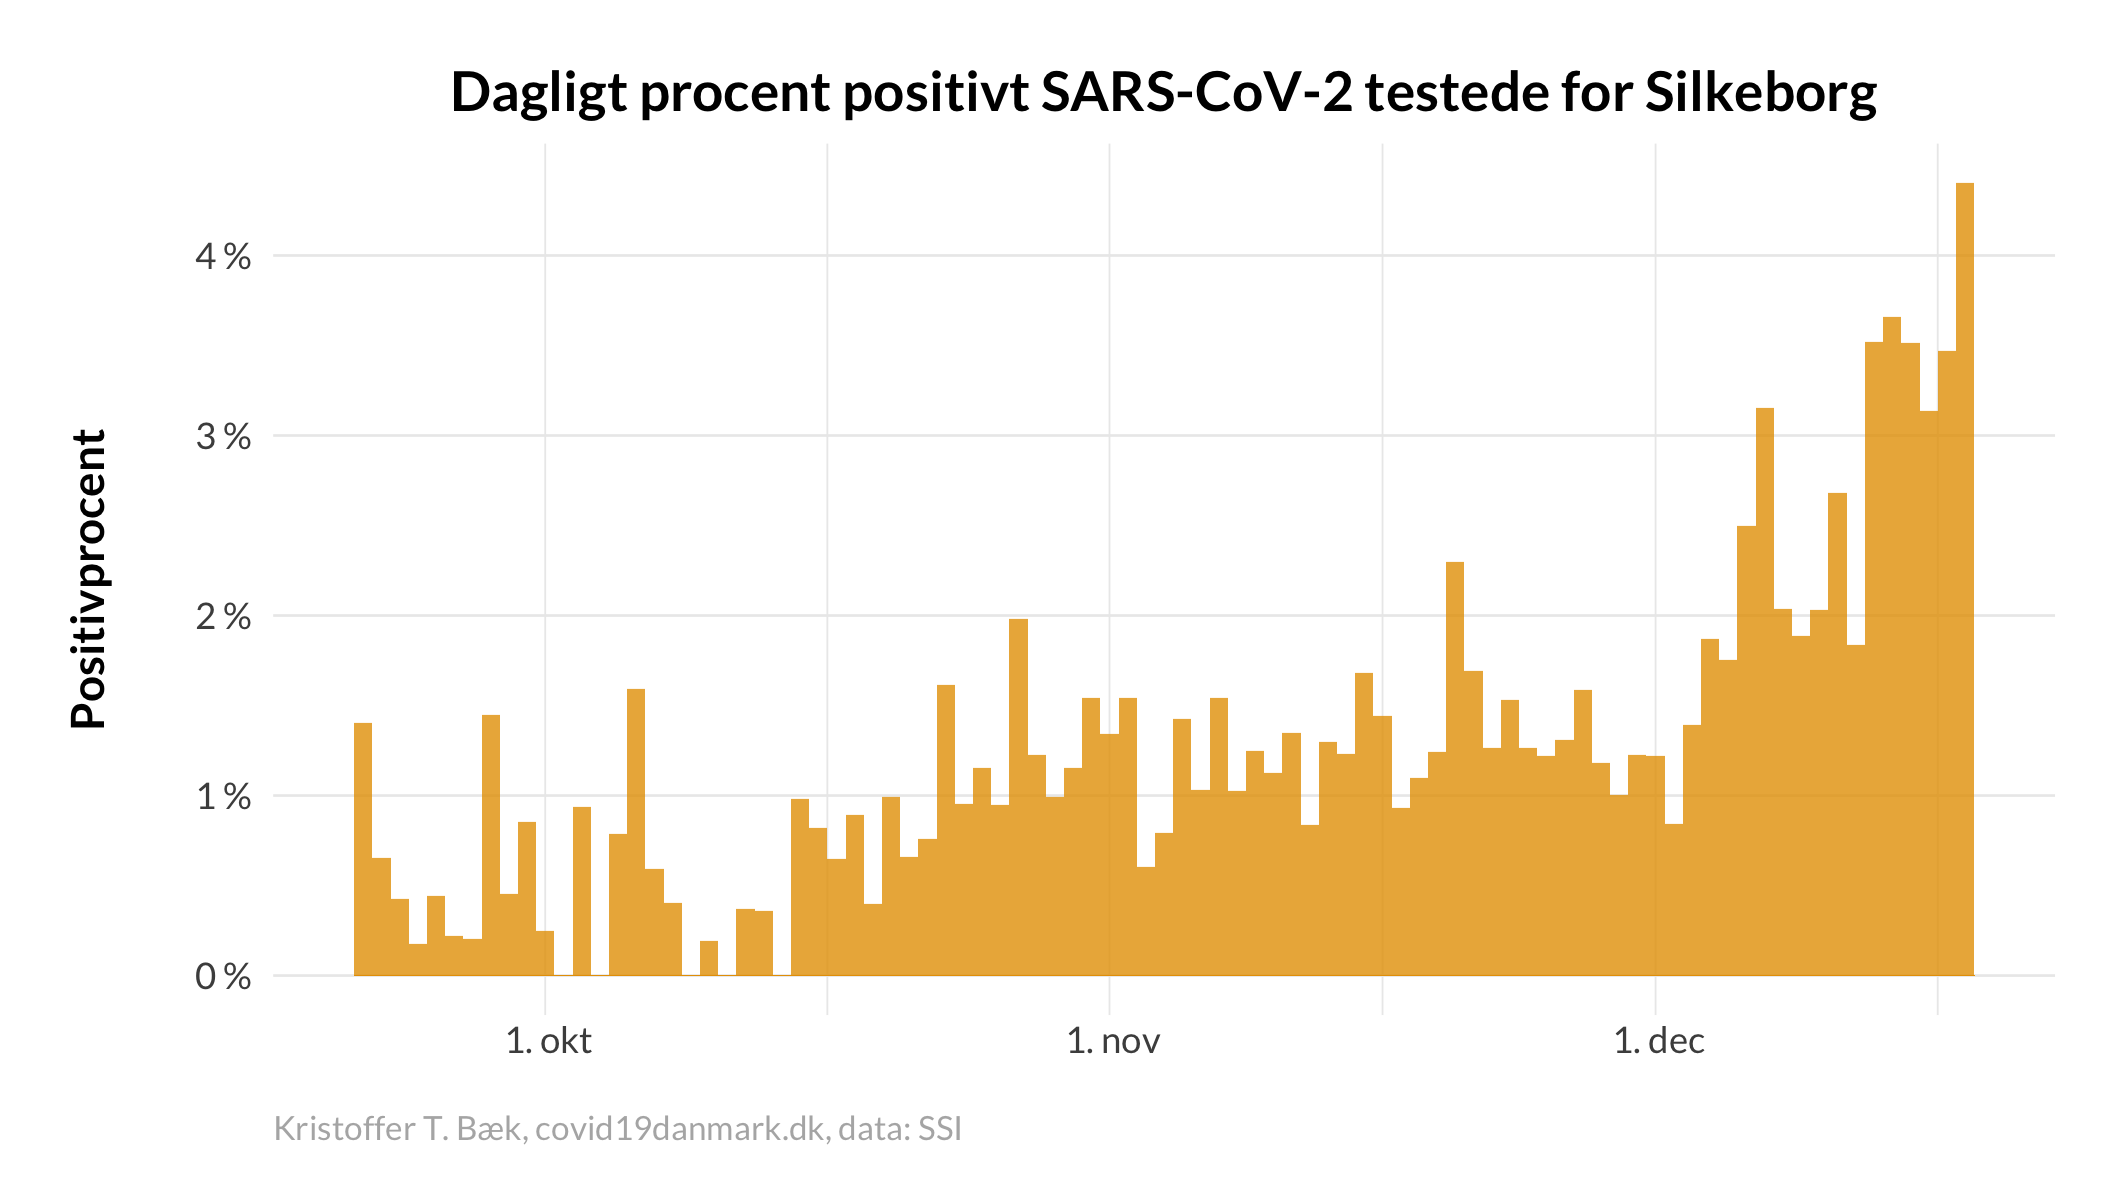 Dagligt procent positivt SARS-CoV-2 testede for Silkeborg
Positivprocent
4 %
3 %
2 %
1 %
0 %
1. okt
1. nov
1. dec
Kristoffer T. Bæk, covid19danmark.dk, data: SSI